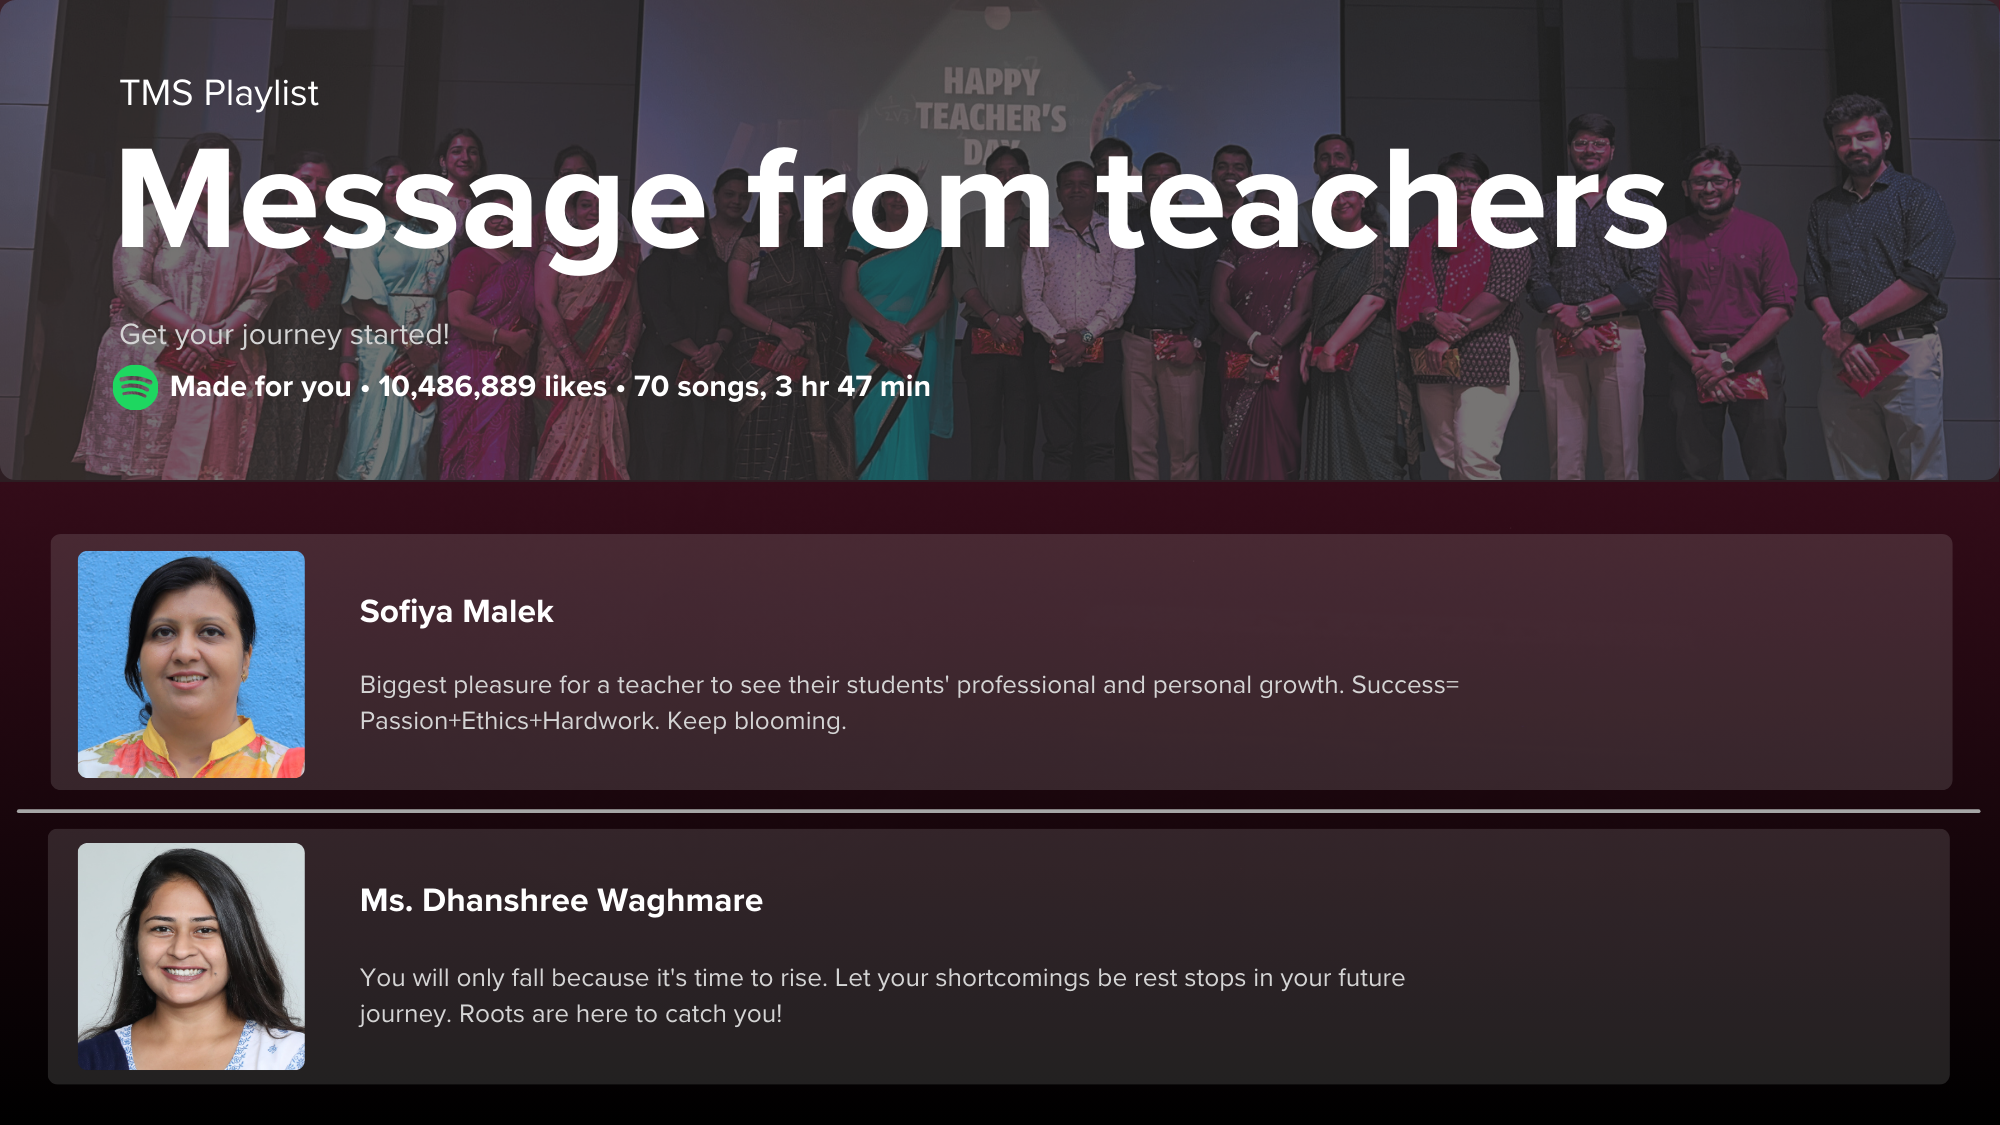 TMS Playlist
HAPPY
TEACHER'S
DAY
Message from teachers
Get your journey started!
Made for you • 10,486,889 likes • 70 songs, 3 hr 47 min
Sofiya Malek
Biggest pleasure for a teacher to see their students' professional and personal growth. Success=
Passion+Ethics+Hardwork. Keep blooming.
Ms. Dhanshree Waghmare
You will only fall because it's time to rise. Let your shortcomings be rest stops in your future
journey. Roots are here to catch you!